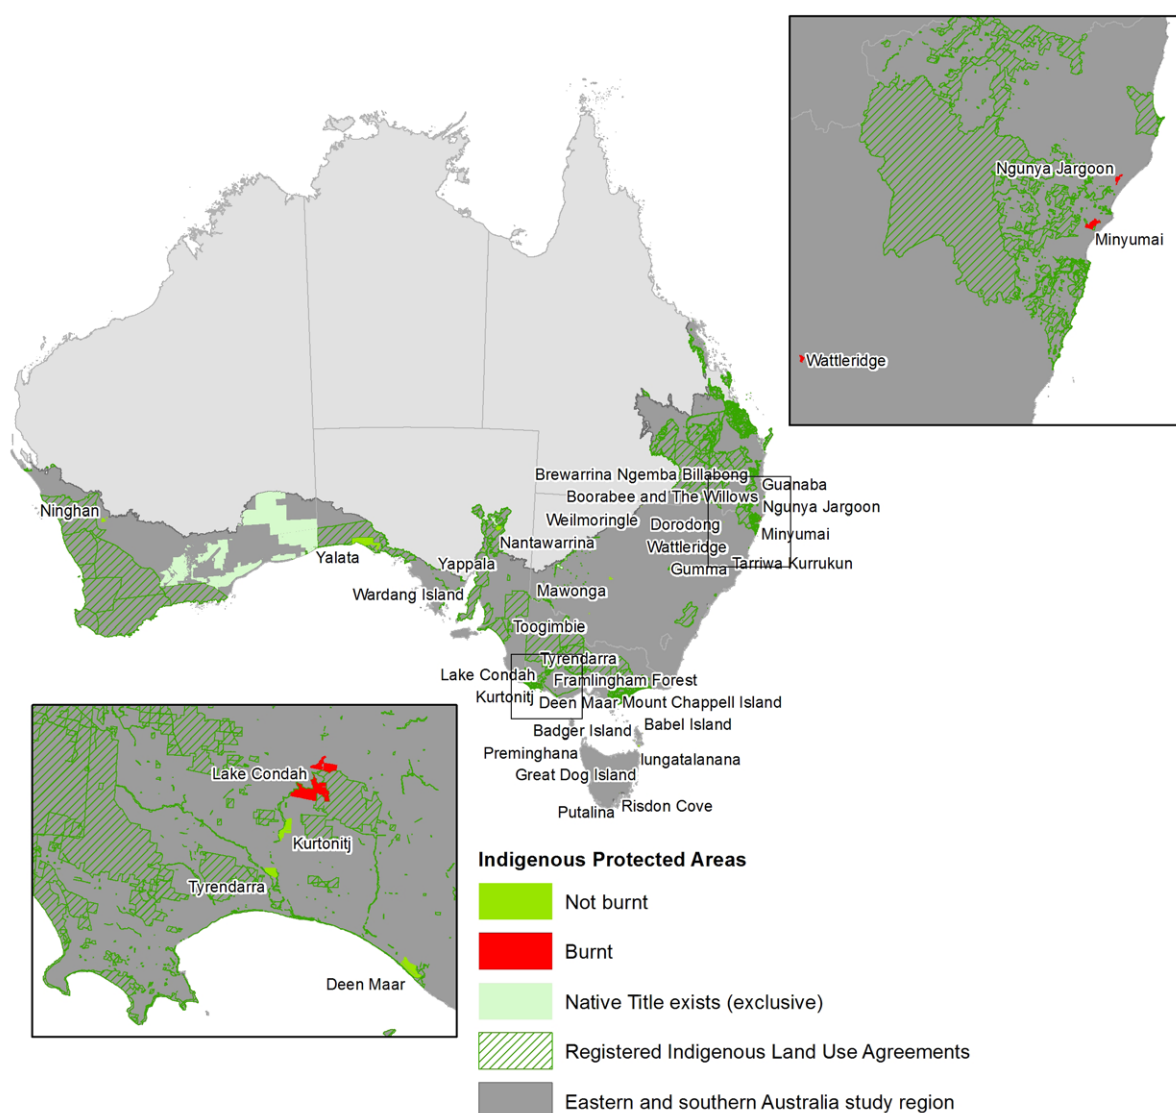 Ngunya Jargoon
Minyumai
Wattleridge
Brewarrina Ngemba Billabong
Guanaba
Boorabee and The Willows
Ngunya Jargoon
Ninghan
Weilmoringle
Dorodong
Minyumai
Nantawarrina
Wattleridge
Yalata
Yappala
Gumma
Tarriwa Kurrukun
Wardang Island
Mawonga
Toogimbie
Tyrendarra
Lake Condah
Framlingham Forest
Kurtonitj
Deen Maar
Mount Chappell Island
Badger Island
Babel Island
Preminghana
lungatalanana
Great Dog Island
Putalina
Risdon Cove
Lake Condah
Kurtonitj
Tyrendarra
Deen Maar
Indigenous Protected Areas
Not burnt
Burnt
Native Title exists (exclusive)
Registered Indigenous Land Use Agreements
Eastern and southern Australia study region